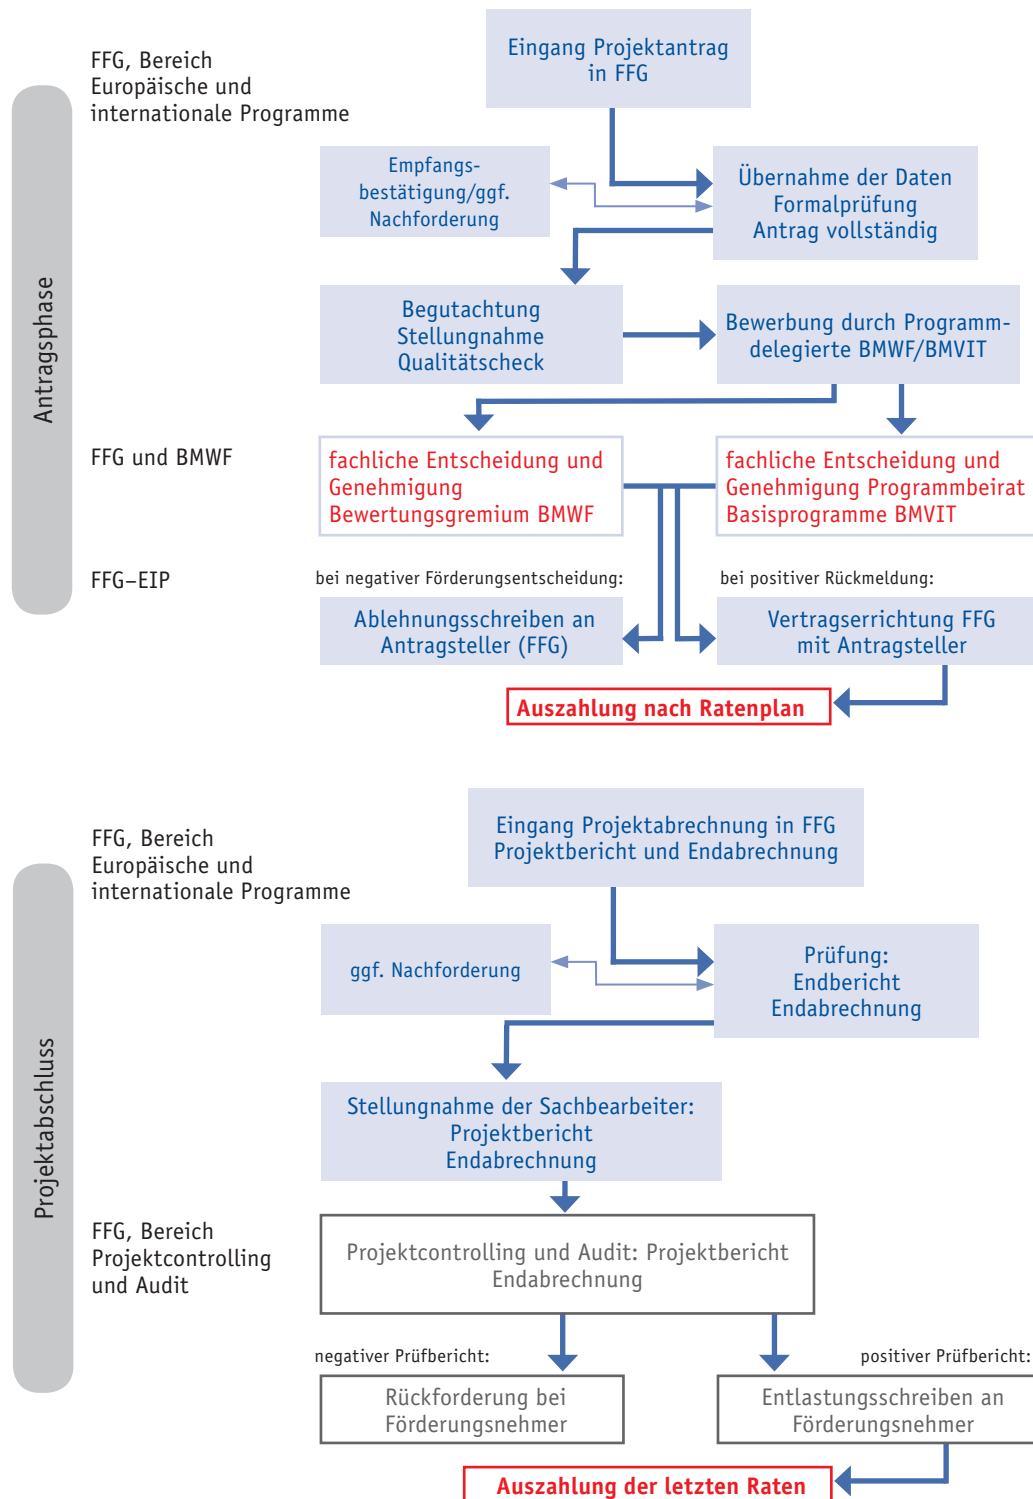 Antragsphase
FFG, Bereich
Europäische und
internationale Programme
Eingang Projektantrag
in FFG
Empfangs-
bestätigung/ggf.
Nachforderung
Übernahme der Daten
Formalprüfung
Antrag vollständig
Begutachtung
Stellungnahme
Qualitätscheck
Bewerbung durch Programm-
delegierte BMWF/BMVIT
FFG und BMWF
fachliche Entscheidung und
Genehmigung
Bewertungsgremium BMWF
fachliche Entscheidung und
Genehmigung Programmbeirat
Basisprogramme BMVIT
FFG–EIP
bei negativer Förderungsentscheidung:
Ablehnungsschreiben an
Antragsteller (FFG)
bei positiver Rückmeldung:
Vertragserrichtung FFG
mit Antragsteller
Auszahlung nach Ratenplan
Projektabschluss
FFG, Bereich
Europäische und
internationale Programme
Eingang Projektabrechnung in FFG
Projektbericht und Endabrechnung
ggf. Nachforderung
Prüfung:
Endbericht
Endabrechnung
Stellungnahme der Sachbearbeiter:
Projektbericht
Endabrechnung
FFG, Bereich
Projektcontrolling
und Audit
Projektcontrolling und Audit: Projektbericht
Endabrechnung
negativer Prüfbericht:
Rückforderung bei
Förderungsnehmer
positiver Prüfbericht:
Entlastungsschreiben an
Förderungsnehmer
Auszahlung der letzten Raten